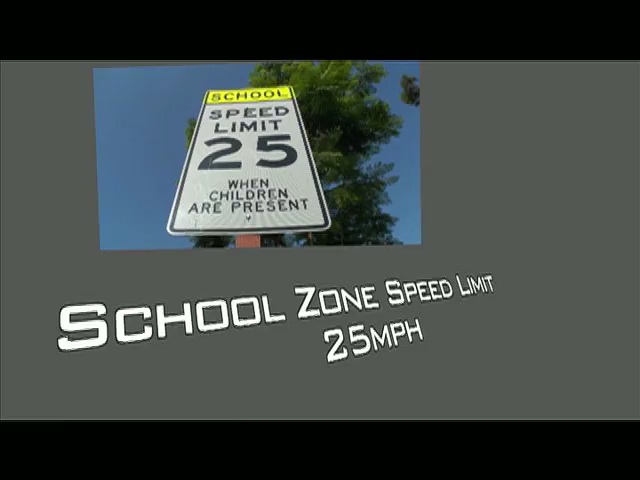 SCHOOL
SPEED
LIMIT
25
WHEN
CHILDREN
ARE PRESENT
SCHOOL ZONE SPEED LIMIT
25MPH